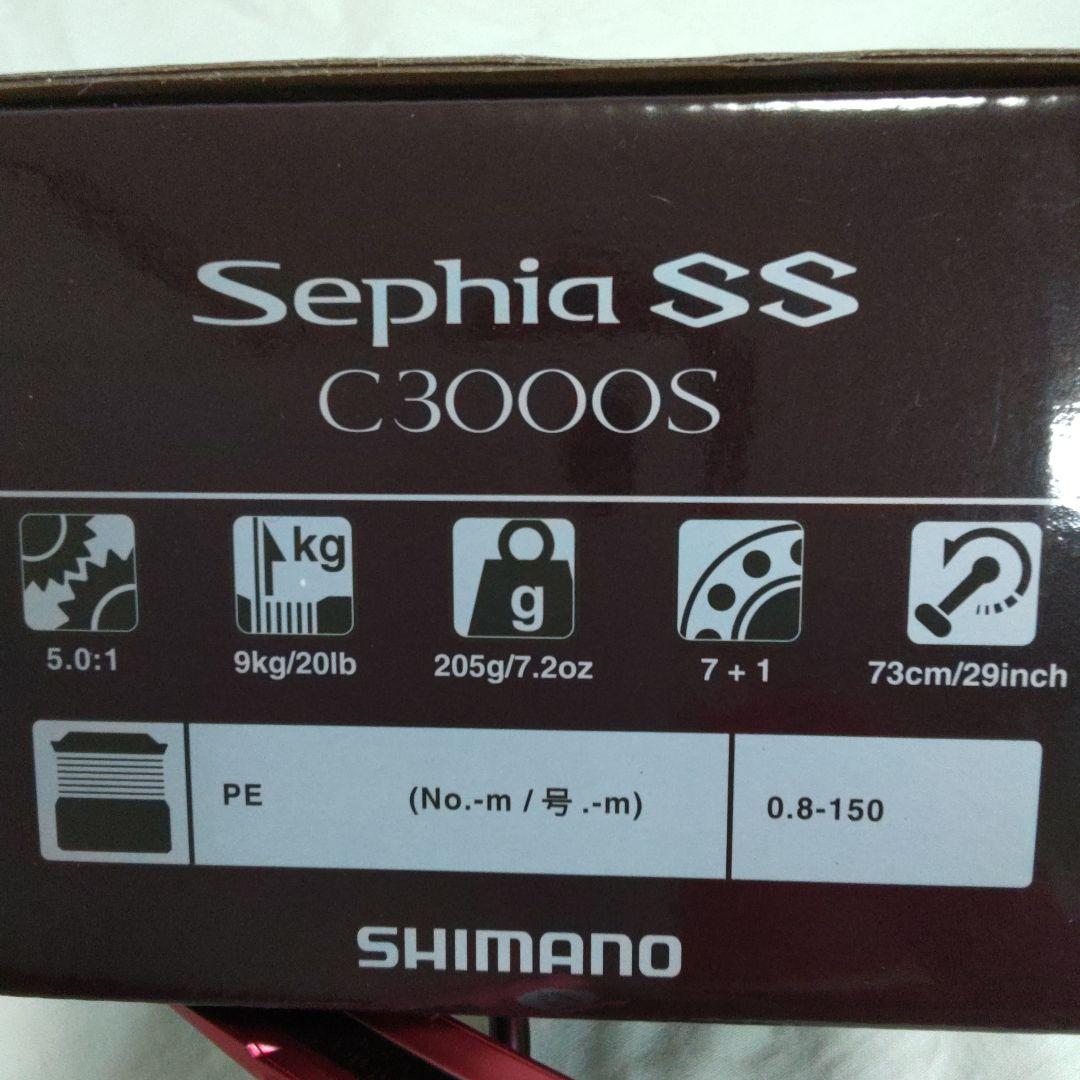 Sephia SS
C3000S
kg
g
5.0:1 9kg/20lb 205g/7.2oz 7 + 1 73cm/29inch
PE (No.-m / 号 .-m) 0.8-150
SHIMANO